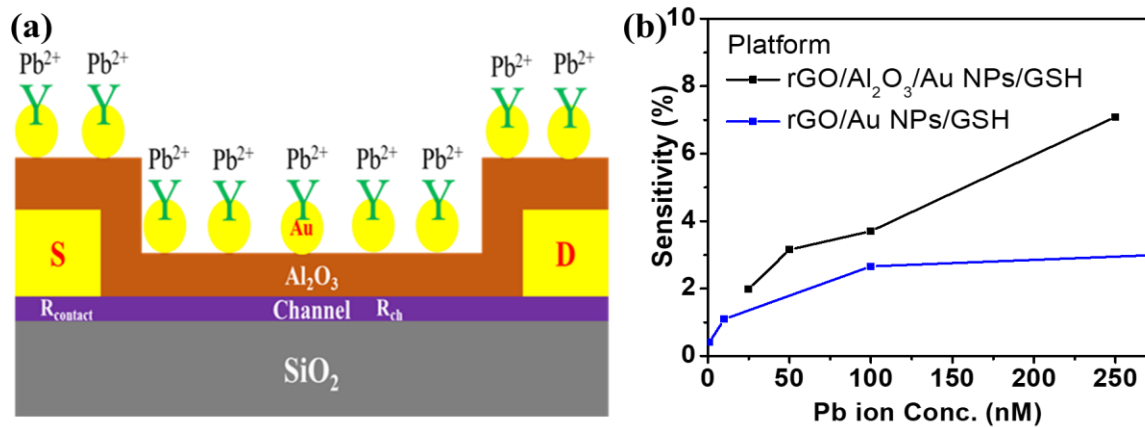 (a)
Pb²⁺ Pb²⁺ Pb²⁺ Pb²⁺
Y Y Y Y
Pb²⁺ Pb²⁺ Pb²⁺ Pb²⁺ Pb²⁺
Y Y Y Y Y
Au
S D
Al₂O₃
R_contact Channel R_ch
SiO₂
(b)
Platform
rGO/Al₂O₃/Au NPs/GSH
rGO/Au NPs/GSH
Sensitivity (%)
10
8
6
4
2
0
0 50 100 150 200 250
Pb ion Conc. (nM)